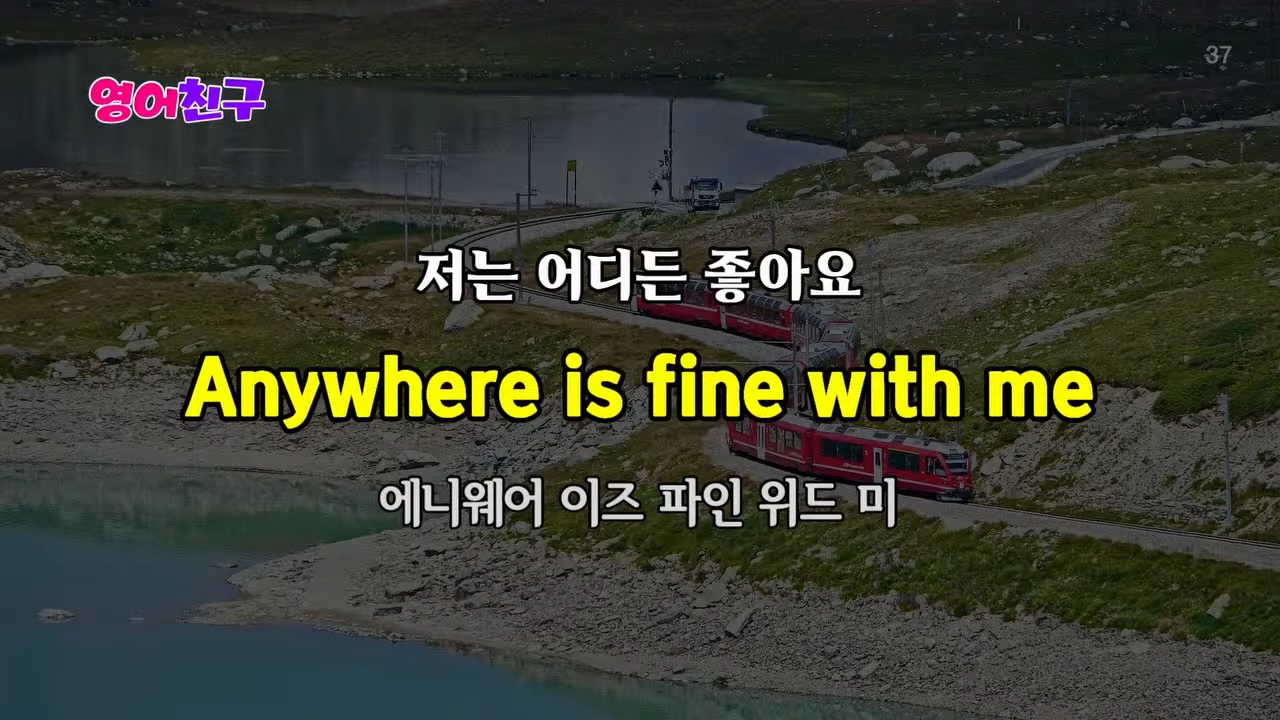 37
영어친구
저는 어디든 좋아요
Anywhere is fine with me
에니웨어 이즈 파인 위드 미